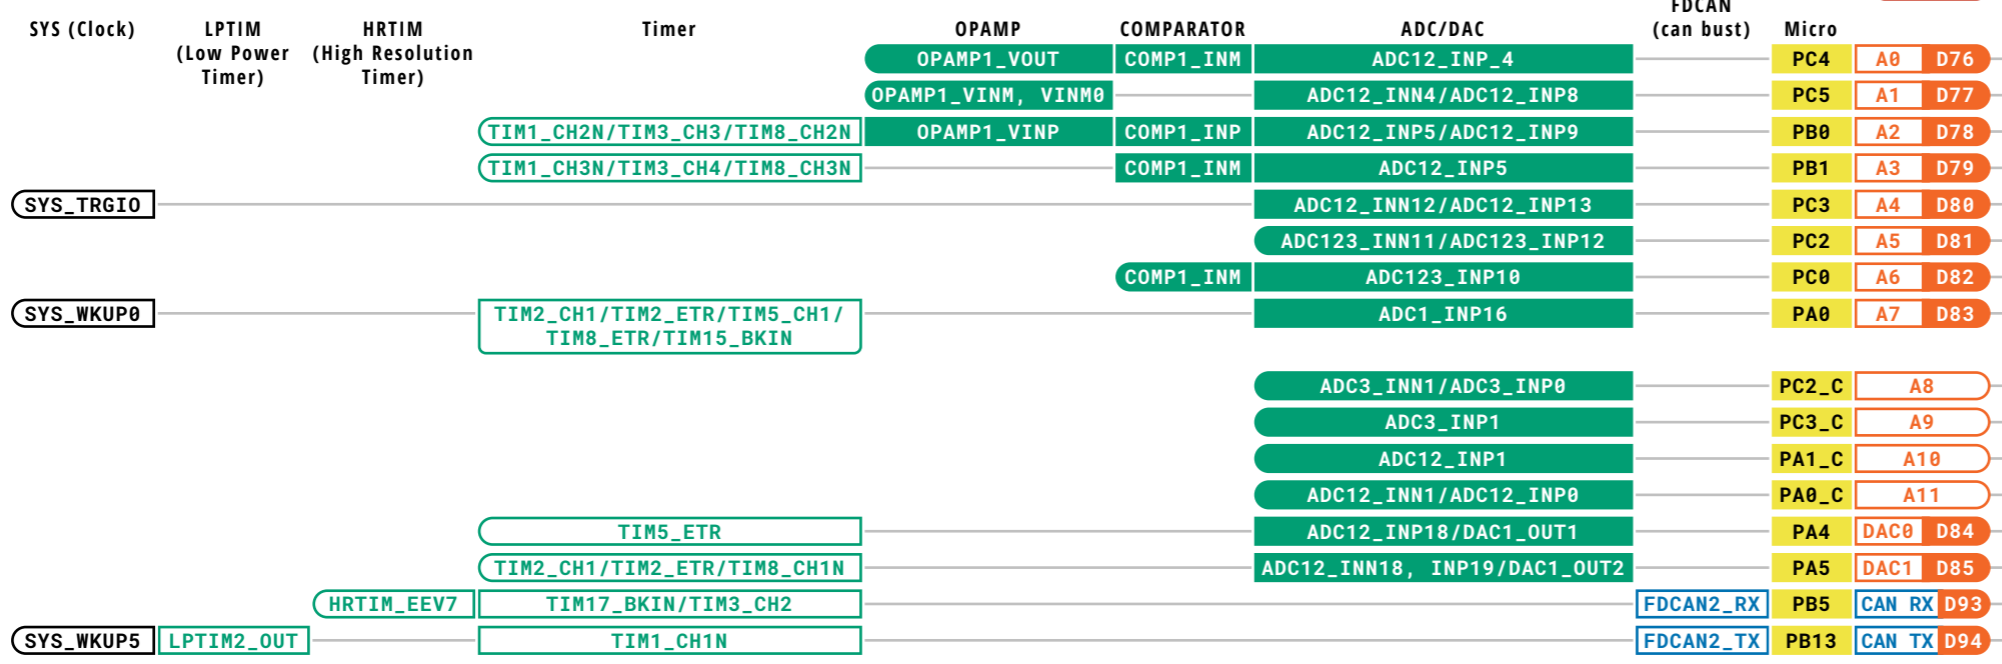 FDCAN
SYS (Clock) LPTIM HRTIM Timer OPAMP COMPARATOR ADC/DAC (can bust) Micro
(Low Power (High Resolution
Timer) Timer)
OPAMP1_VOUT COMP1_INM ADC12_INP_4 PC4 A0 D76
OPAMP1_VINM, VINM0 ADC12_INN4/ADC12_INP8 PC5 A1 D77
TIM1_CH2N/TIM3_CH3/TIM8_CH2N OPAMP1_VINP COMP1_INP ADC12_INP5/ADC12_INP9 PB0 A2 D78
TIM1_CH3N/TIM3_CH4/TIM8_CH3N COMP1_INM ADC12_INP5 PB1 A3 D79
SYS_TRGIO ADC12_INN12/ADC12_INP13 PC3 A4 D80
ADC123_INN11/ADC123_INP12 PC2 A5 D81
COMP1_INM ADC123_INP10 PC0 A6 D82
SYS_WKUP0 TIM2_CH1/TIM2_ETR/TIM5_CH1/ ADC1_INP16 PA0 A7 D83
TIM8_ETR/TIM15_BKIN
ADC3_INN1/ADC3_INP0 PC2_C A8
ADC3_INP1 PC3_C A9
ADC12_INP1 PA1_C A10
ADC12_INN1/ADC12_INP0 PA0_C A11
TIM5_ETR ADC12_INP18/DAC1_OUT1 PA4 DAC0 D84
TIM2_CH1/TIM2_ETR/TIM8_CH1N ADC12_INN18, INP19/DAC1_OUT2 PA5 DAC1 D85
HRTIM_EEV7 TIM17_BKIN/TIM3_CH2 FDCAN2_RX PB5 CAN RX D93
SYS_WKUP5 LPTIM2_OUT TIM1_CH1N FDCAN2_TX PB13 CAN TX D94